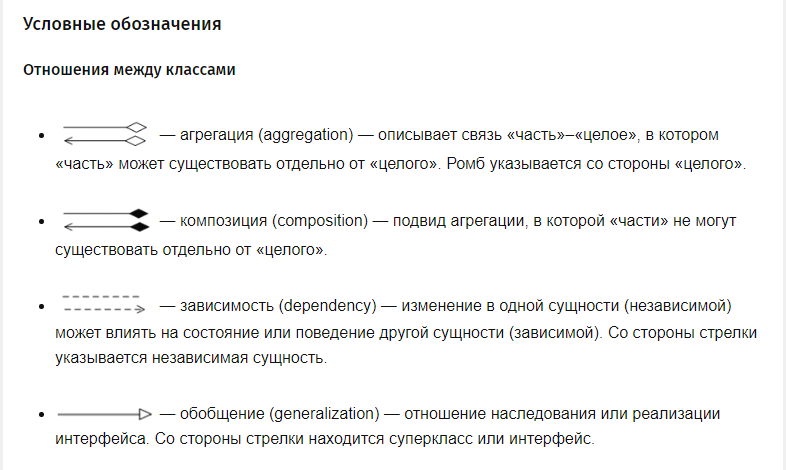 Условные обозначения
Отношения между классами
— агрегация (aggregation) — описывает связь «часть»–«целое», в котором
«часть» может существовать отдельно от «целого». Ромб указывается со стороны «целого».
— композиция (composition) — подвид агрегации, в которой «части» не могут
существовать отдельно от «целого».
— зависимость (dependency) — изменение в одной сущности (независимой)
может влиять на состояние или поведение другой сущности (зависимой). Со стороны стрелки
указывается независимая сущность.
— обобщение (generalization) — отношение наследования или реализации
интерфейса. Со стороны стрелки находится суперкласс или интерфейс.